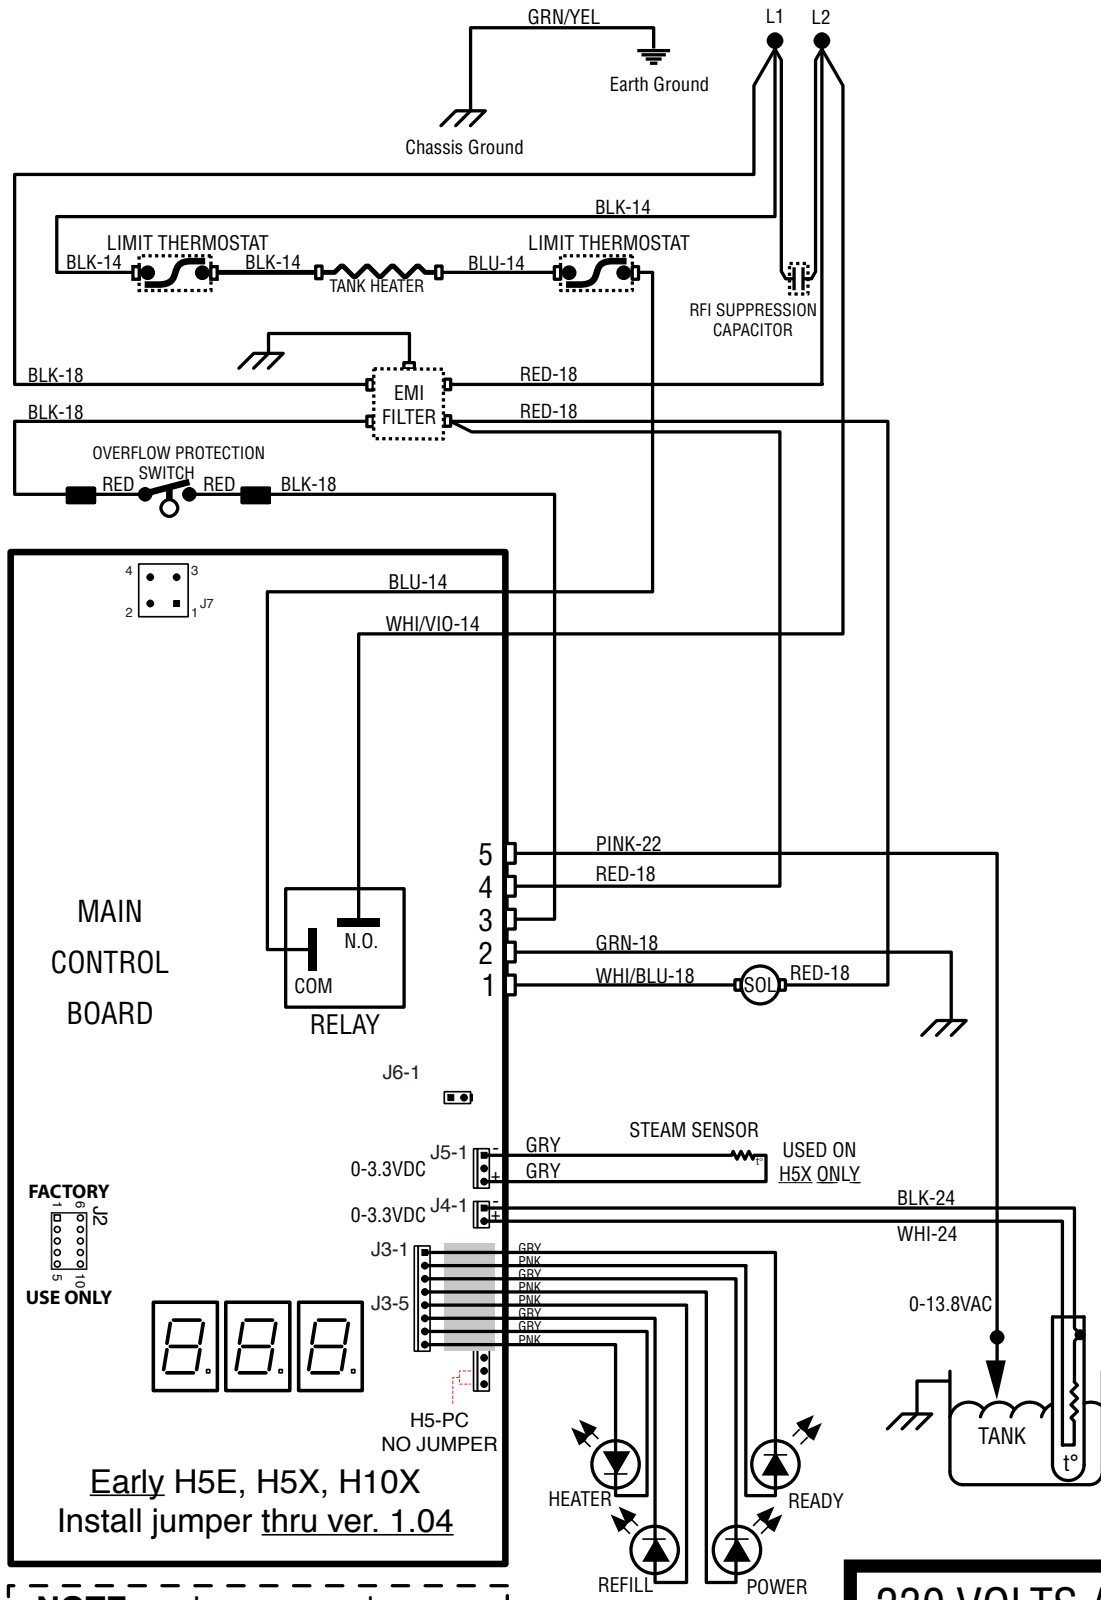 GRN/YEL
L1 L2
Earth Ground
Chassis Ground
BLK-14
LIMIT THERMOSTAT
LIMIT THERMOSTAT
BLK-14
BLK-14
BLU-14
TANK HEATER
RFI SUPPRESSION
CAPACITOR
BLK-18
EMI
FILTER
RED-18
BLK-18
RED-18
OVERFLOW PROTECTION
SWITCH
RED
RED
BLK-18
4 3
2 1
J7
BLU-14
WHI/VIO-14
5
PINK-22
4
RED-18
3
2
GRN-18
1
WHI/BLU-18
SOL
RED-18
MAIN
CONTROL
BOARD
N.O.
COM
RELAY
J6-1
STEAM SENSOR
J5-1
-
GRY
t°
USED ON
H5X ONLY
0-3.3VDC
+
GRY
J4-1
-
BLK-24
0-3.3VDC
+
WHI-24
FACTORY
1 6
J2
5 10
USE ONLY
J3-1
GRY
PNK
GRY
PNK
J3-5
PNK
GRY
GRY
PNK
0-13.8VAC
8. 8. 8.
H5-PC
NO JUMPER
TANK
t°
Early H5E, H5X, H10X
Install jumper thru ver. 1.04
HEATER
READY
REFILL
POWER